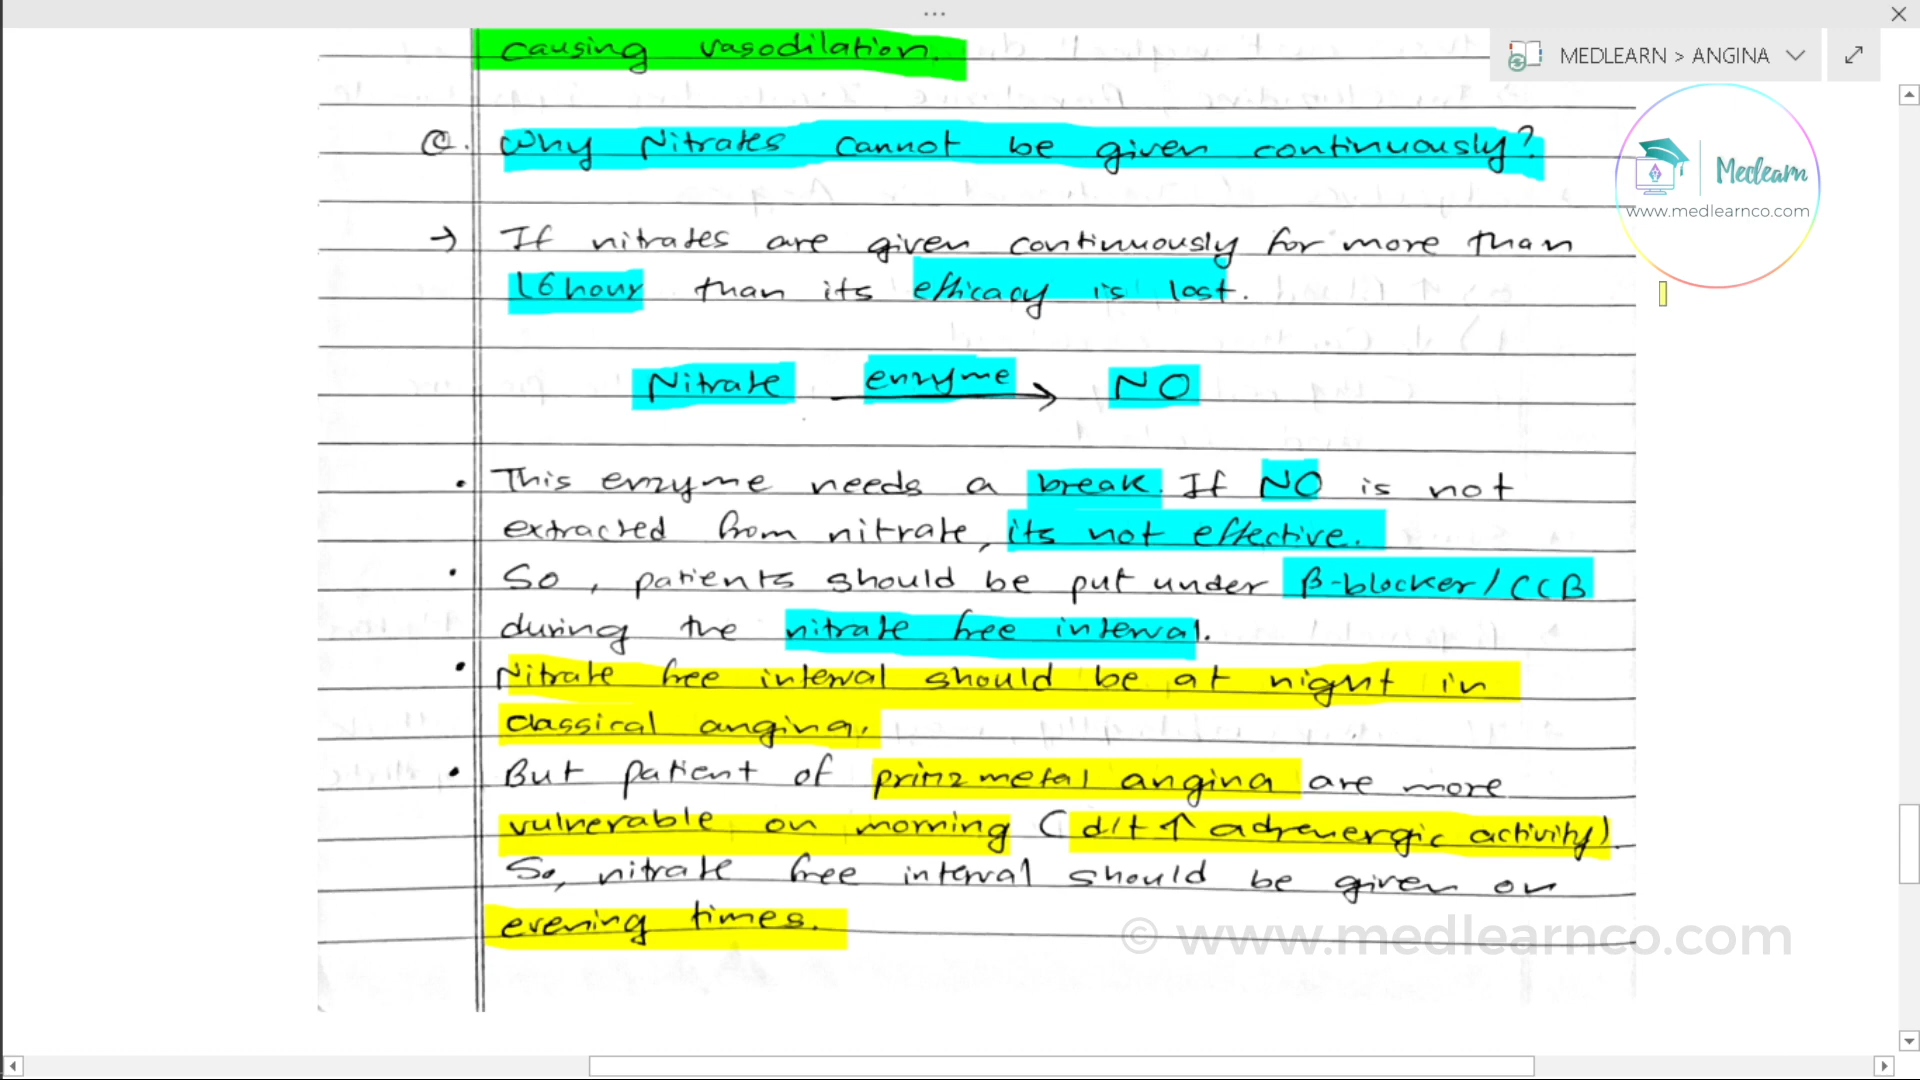 ...
MEDLEARN > ANGINA
causing vasodilation.
Medlearn
www.medlearnco.com
Q. Why Nitrates cannot be given continuously?
→ If nitrates are given continuously for more than
16 hour than its efficacy is lost.
Nitrate enzyme → NO
• This enzyme needs a break. If NO is not
extracted from nitrate, its not effective.
• So, patients should be put under β-blocker/CCB
during the nitrate free interval.
• Nitrate free interval should be at night in
classical angina.
• But patient of prinzmetal angina are more
vulnerable on morning (d/t ↑ adrenergic activity).
So, nitrate free interval should be given on
evening times.
© www.medlearnco.com